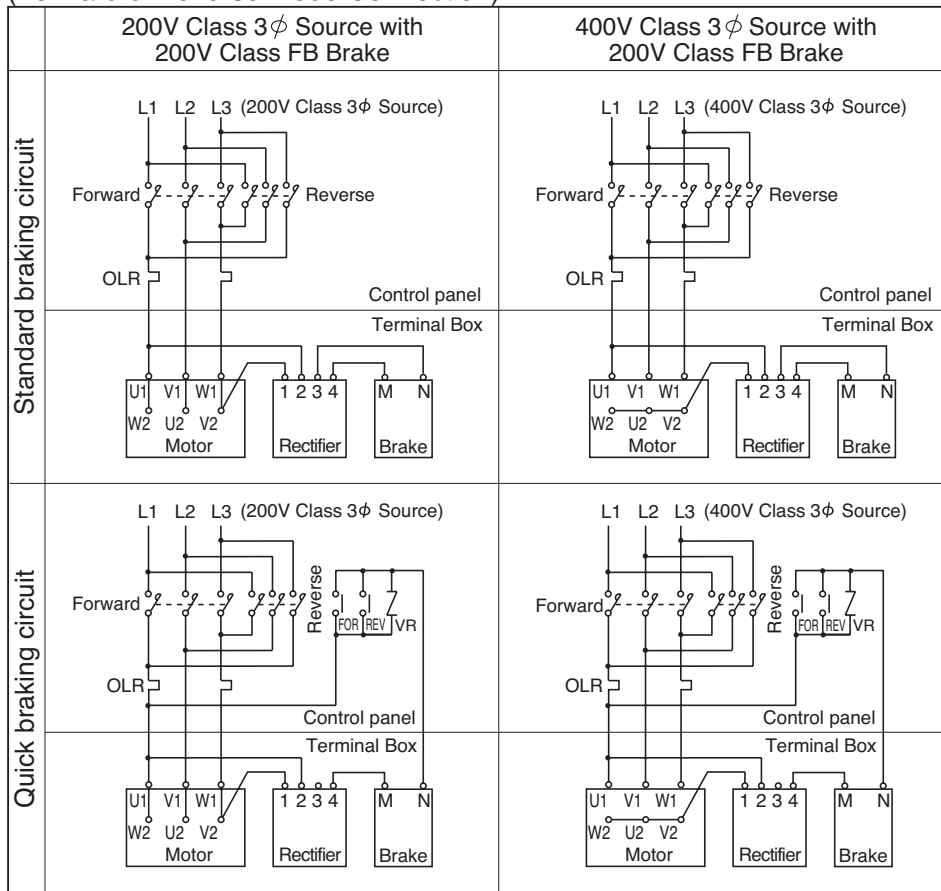 200V Class 3ϕ Source with
200V Class FB Brake
400V Class 3ϕ Source with
200V Class FB Brake
Standard braking circuit
L1 L2 L3 (200V Class 3ϕ Source)
Forward
Reverse
OLR
Control panel
Terminal Box
U1 V1 W1
1 2 3 4
M N
W2 U2 V2
Motor
Rectifier
Brake
L1 L2 L3 (400V Class 3ϕ Source)
Forward
Reverse
OLR
Control panel
Terminal Box
U1 V1 W1
1 2 3 4
M N
W2 U2 V2
Motor
Rectifier
Brake
Quick braking circuit
L1 L2 L3 (200V Class 3ϕ Source)
Forward
Reverse
FOR REV VR
OLR
Control panel
Terminal Box
U1 V1 W1
1 2 3 4
M N
W2 U2 V2
Motor
Rectifier
Brake
L1 L2 L3 (400V Class 3ϕ Source)
Forward
Reverse
FOR REV VR
OLR
Control panel
Terminal Box
U1 V1 W1
1 2 3 4
M N
W2 U2 V2
Motor
Rectifier
Brake